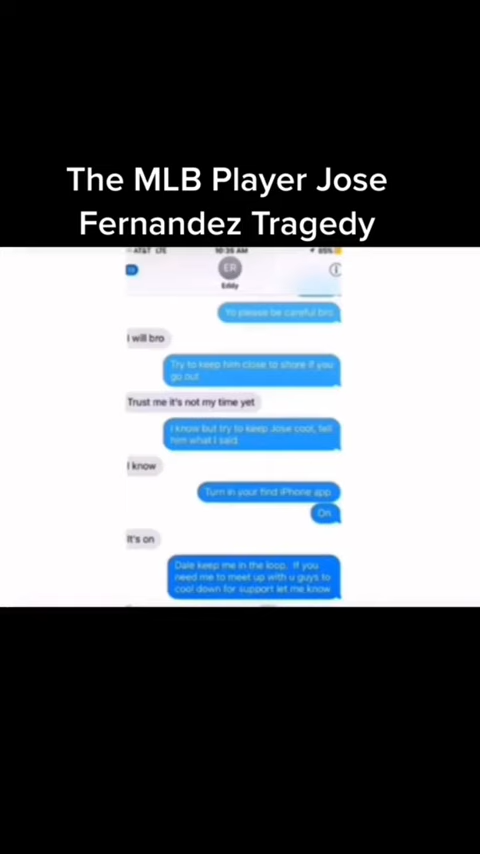 The MLB Player Jose
Fernandez Tragedy
AT&T LTE
10:39 AM
85%
ER
Eddy
Yo please be careful bro
I will bro
Try to keep him close to shore if you
go out
Trust me it's not my time yet
I know but try to keep Jose cool, tell
him what I said
I know
Turn in your find iPhone app
On
It's on
Dale keep me in the loop. If you
need me to meet up with u guys to
cool down for support let me know